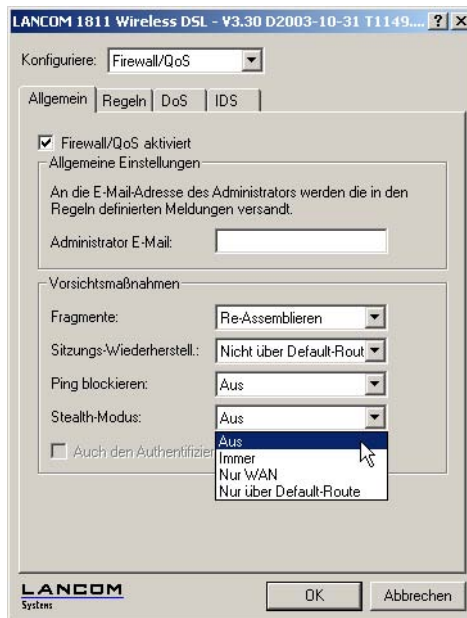 LANCOM 1811 Wireless DSL - V3.30 D2003-10-31 T1149....
Konfiguriere: Firewall/QoS
Allgemein Regeln DoS IDS
Firewall/QoS aktiviert
Allgemeine Einstellungen
An die E-Mail-Adresse des Administrators werden die in den
Regeln definierten Meldungen versandt.
Administrator E-Mail:
Vorsichtsmaßnahmen
Fragmente: Re-Assemblieren
Sitzungs-Wiederherstell.: Nicht über Default-Rout
Ping blockieren: Aus
Stealth-Modus: Aus
Auch den Authentifizier
Aus
Immer
Nur WAN
Nur über Default-Route
LANCOM
Systems
OK Abbrechen